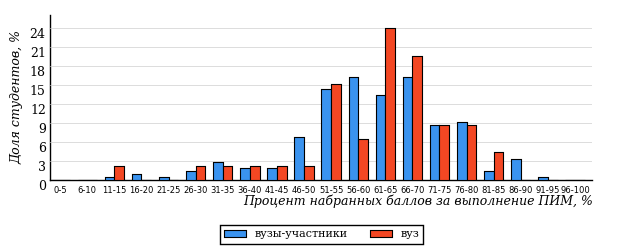 Доля студентов, %
24
21
18
15
12
9
6
3
0
0-5 6-10 11-15 16-20 21-25 26-30 31-35 36-40 41-45 46-50 51-55 56-60 61-65 66-70 71-75 76-80 81-85 86-90 91-95 96-100
Процент набранных баллов за выполнение ПИМ, %
вузы-участники вуз